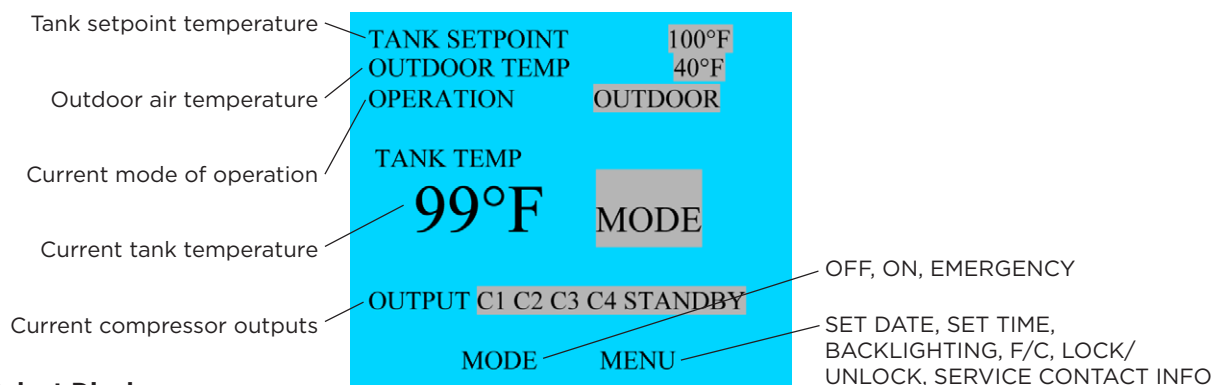 Tank setpoint temperature
Outdoor air temperature
Current mode of operation
Current tank temperature
Current compressor outputs
TANK SETPOINT 100°F
OUTDOOR TEMP 40°F
OPERATION OUTDOOR
TANK TEMP
99°F MODE
OUTPUT C1 C2 C3 C4 STANDBY
MODE MENU
OFF, ON, EMERGENCY
SET DATE, SET TIME,
BACKLIGHTING, F/C, LOCK/
UNLOCK, SERVICE CONTACT INFO